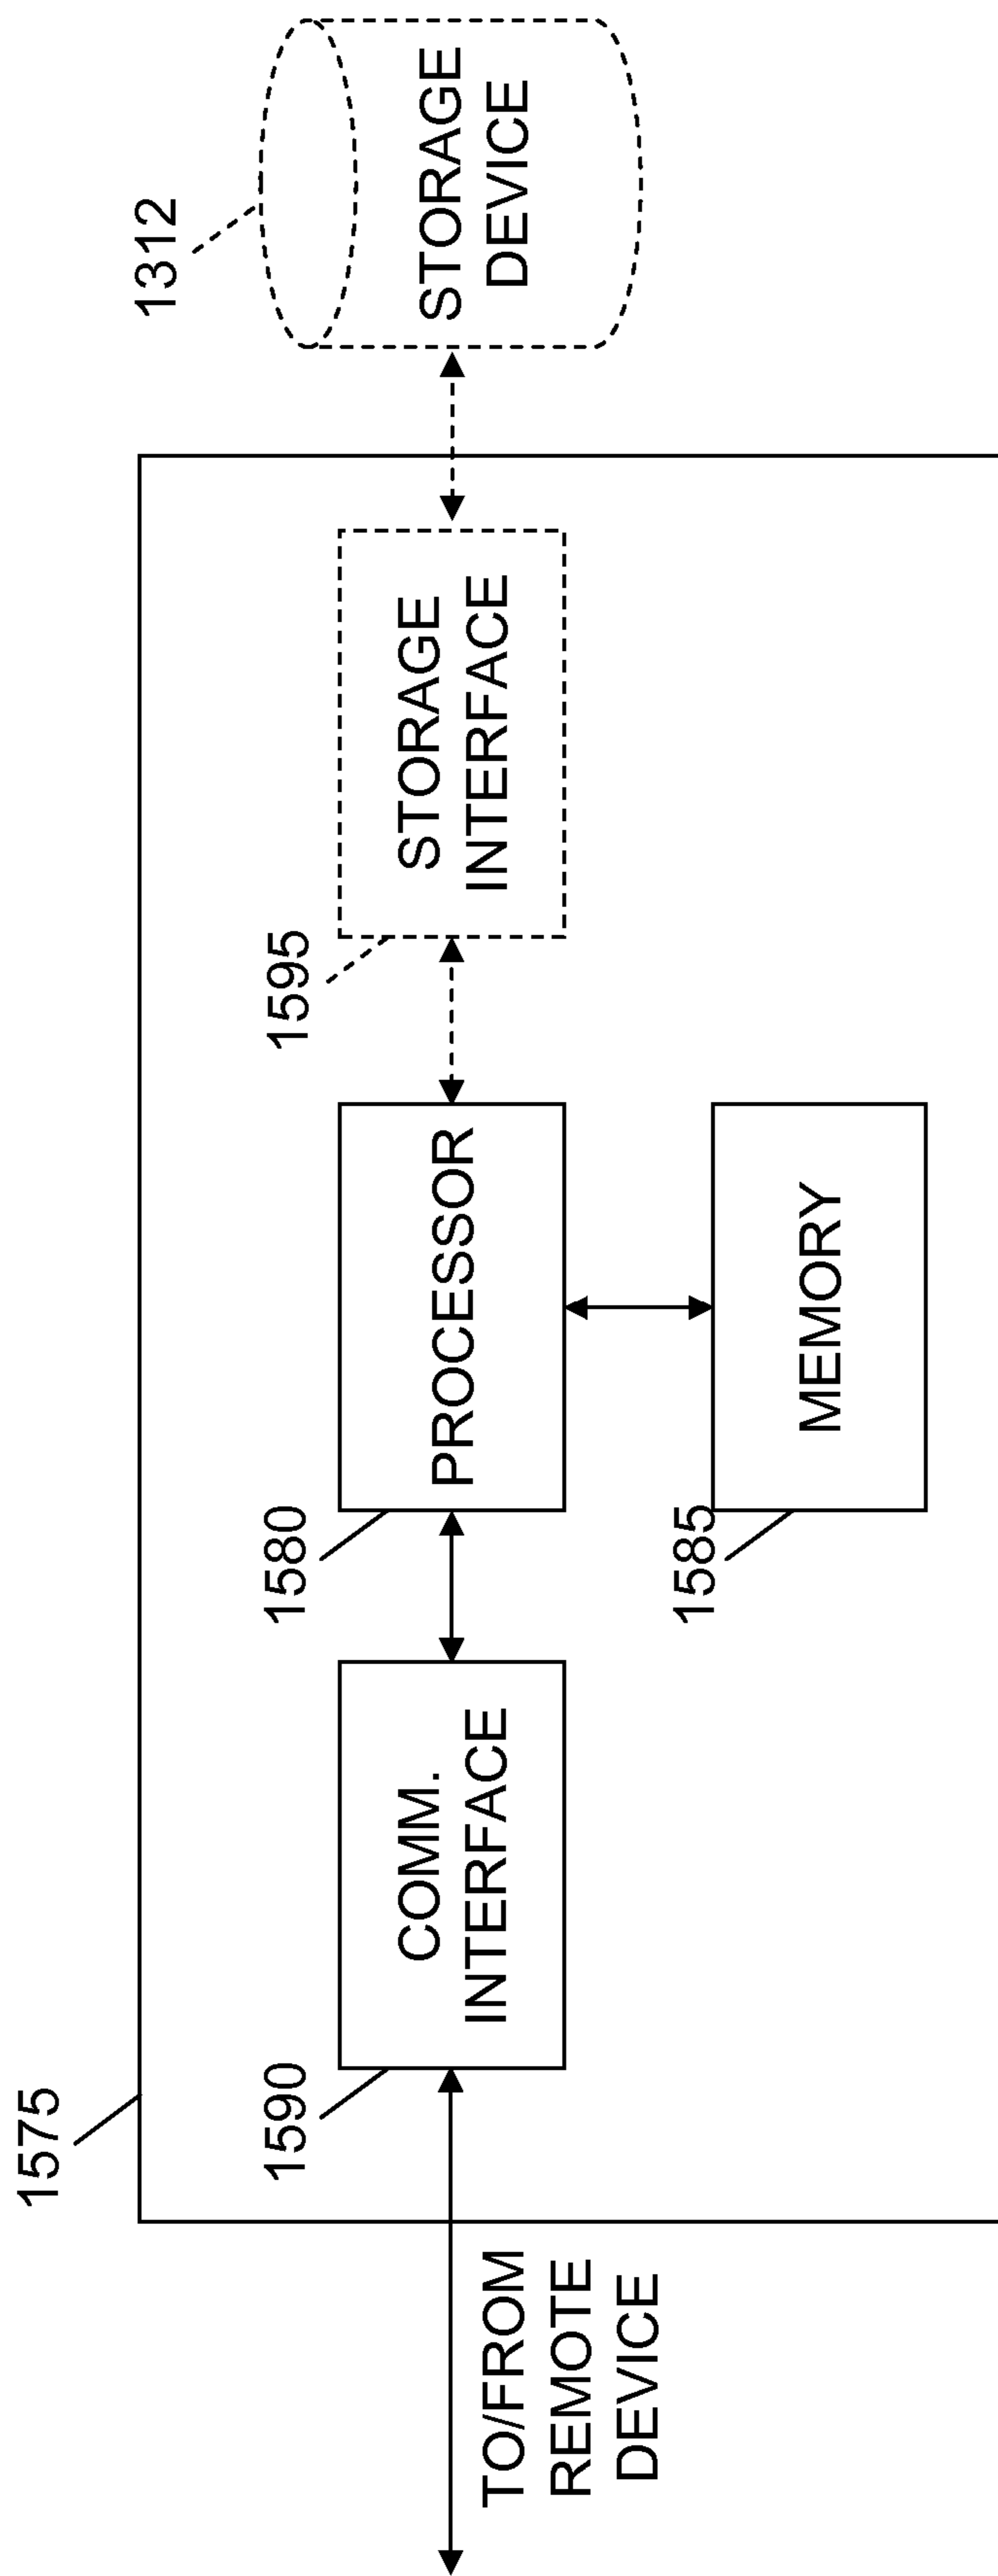 1575
1312
1590
COMM.
INTERFACE
1580
PROCESSOR
1595
STORAGE
INTERFACE
STORAGE
DEVICE
TO/FROM
REMOTE
DEVICE
1585
MEMORY